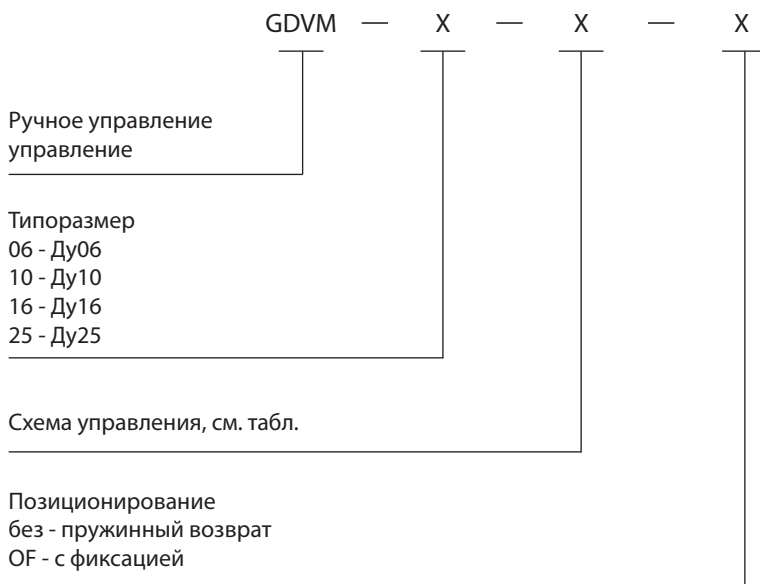 GDVM — X — X — X
Ручное управление
управление
Типоразмер
06 - Ду06
10 - Ду10
16 - Ду16
25 - Ду25
Схема управления, см. табл.
Позиционирование
без - пружинный возврат
OF - с фиксацией